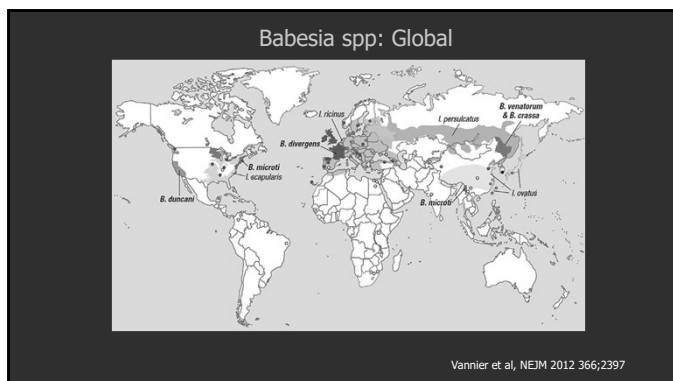 Babesia spp: Global
B. venatorum
& B. crassa
I. ricinus
I. persulcatus
B. divergens
B. microti
I. scapularis
I. ovatus
B. duncani
B. microti
Vannier et al, NEJM 2012 366;2397